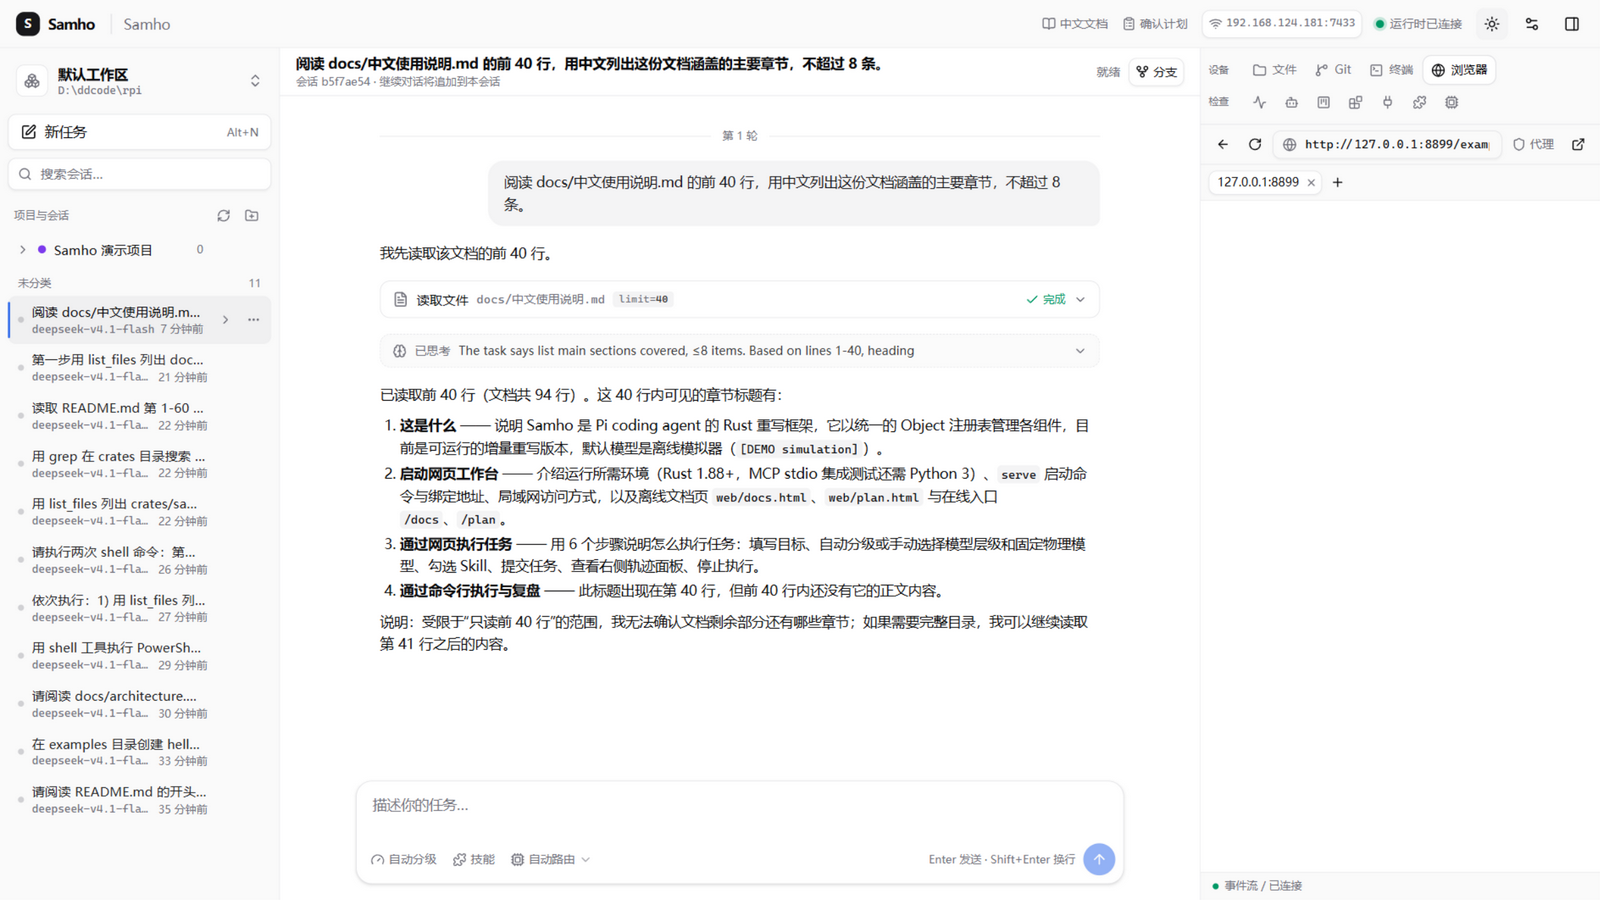 S Samho Samho
中文文档 确认计划 192.168.124.181:7433 运行时已连接
默认工作区
D:\ddcode\rpi
新任务 Alt+N
搜索会话...
项目与会话
Samho 演示项目 0
未分类 11
阅读 docs/中文使用说明.m...
deepseek-v4.1-flash 7 分钟前
第一步用 list_files 列出 doc...
deepseek-v4.1-fla… 21 分钟前
读取 README.md 第 1-60 ...
deepseek-v4.1-fla… 22 分钟前
用 grep 在 crates 目录搜索 ...
deepseek-v4.1-fla… 22 分钟前
用 list_files 列出 crates/sa...
deepseek-v4.1-fla… 22 分钟前
请执行两次 shell 命令：第...
deepseek-v4.1-fla… 26 分钟前
依次执行：1) 用 list_files 列...
deepseek-v4.1-fla… 27 分钟前
用 shell 工具执行 PowerSh...
deepseek-v4.1-fla… 29 分钟前
请阅读 docs/architecture....
deepseek-v4.1-fla… 30 分钟前
在 examples 目录创建 hell...
deepseek-v4.1-fla… 33 分钟前
请阅读 README.md 的开头...
deepseek-v4.1-fla… 35 分钟前
阅读 docs/中文使用说明.md 的前 40 行，用中文列出这份文档涵盖的主要章节，不超过 8 条。
会话 b5f7ae54 · 继续对话将追加到本会话
就绪 分支
第 1 轮
阅读 docs/中文使用说明.md 的前 40 行，用中文列出这份文档涵盖的主要章节，不超过 8
条。
我先读取该文档的前 40 行。
读取文件 docs/中文使用说明.md limit=40 完成
已思考 The task says list main sections covered, ≤8 items. Based on lines 1-40, heading
已读取前 40 行（文档共 94 行）。这 40 行内可见的章节标题有：
1. 这是什么 —— 说明 Samho 是 Pi coding agent 的 Rust 重写框架，它以统一的 Object 注册表管理各组件，目
前是可运行的增量重写版本，默认模型是离线模拟器（[DEMO simulation]）。
2. 启动网页工作台 —— 介绍运行所需环境（Rust 1.88+，MCP stdio 集成测试还需 Python 3）、serve 启动命
令与绑定地址、局域网访问方式，以及离线文档页 web/docs.html、web/plan.html 与在线入口
/docs、/plan。
3. 通过网页执行任务 —— 用 6 个步骤说明怎么执行任务：填写目标、自动分级或手动选择模型层级和固定物理模
型、勾选 Skill、提交任务、查看右侧轨迹面板、停止执行。
4. 通过命令行执行与复盘 —— 此标题出现在第 40 行，但前 40 行内还没有它的正文内容。
说明：受限于“只读前 40 行”的范围，我无法确认文档剩余部分还有哪些章节；如果需要完整目录，我可以继续读取
第 41 行之后的内容。
描述你的任务...
自动分级 技能 自动路由 Enter 发送 · Shift+Enter 换行
设备 文件 Git 终端 浏览器
检查
http://127.0.0.1:8899/exam 代理
127.0.0.1:8899 × +
事件流 / 已连接